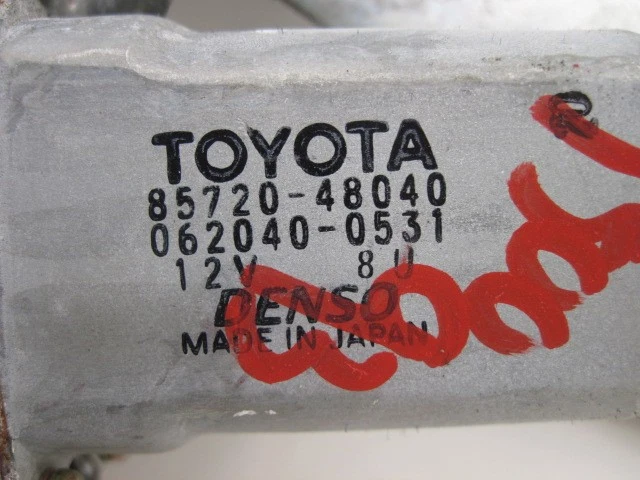 TOYOTA
85720-48040
062040-0531
12V 8U
DENSO
MADE IN JAPAN